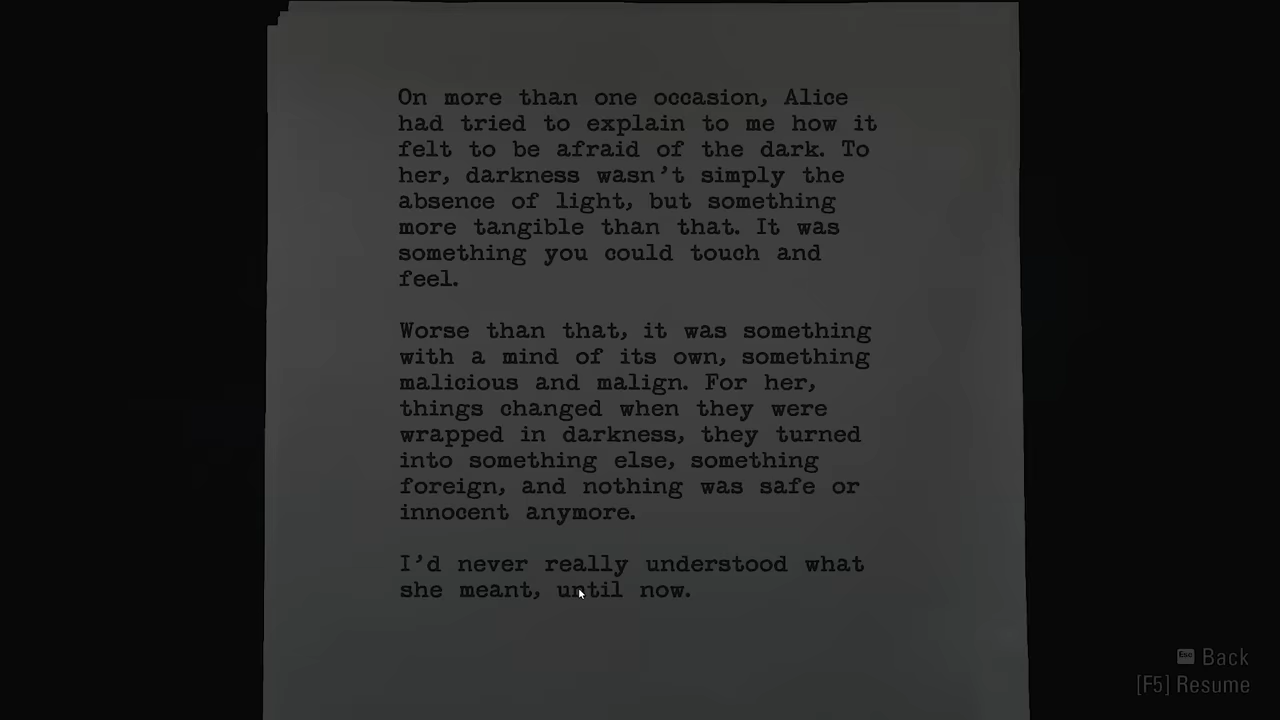 On more than one occasion, Alice
had tried to explain to me how it
felt to be afraid of the dark. To
her, darkness wasn't simply the
absence of light, but something
more tangible than that. It was
something you could touch and
feel.
Worse than that, it was something
with a mind of its own, something
malicious and malign. For her,
things changed when they were
wrapped in darkness, they turned
into something else, something
foreign, and nothing was safe or
innocent anymore.
I'd never really understood what
she meant, until now.
Esc Back
[F5] Resume